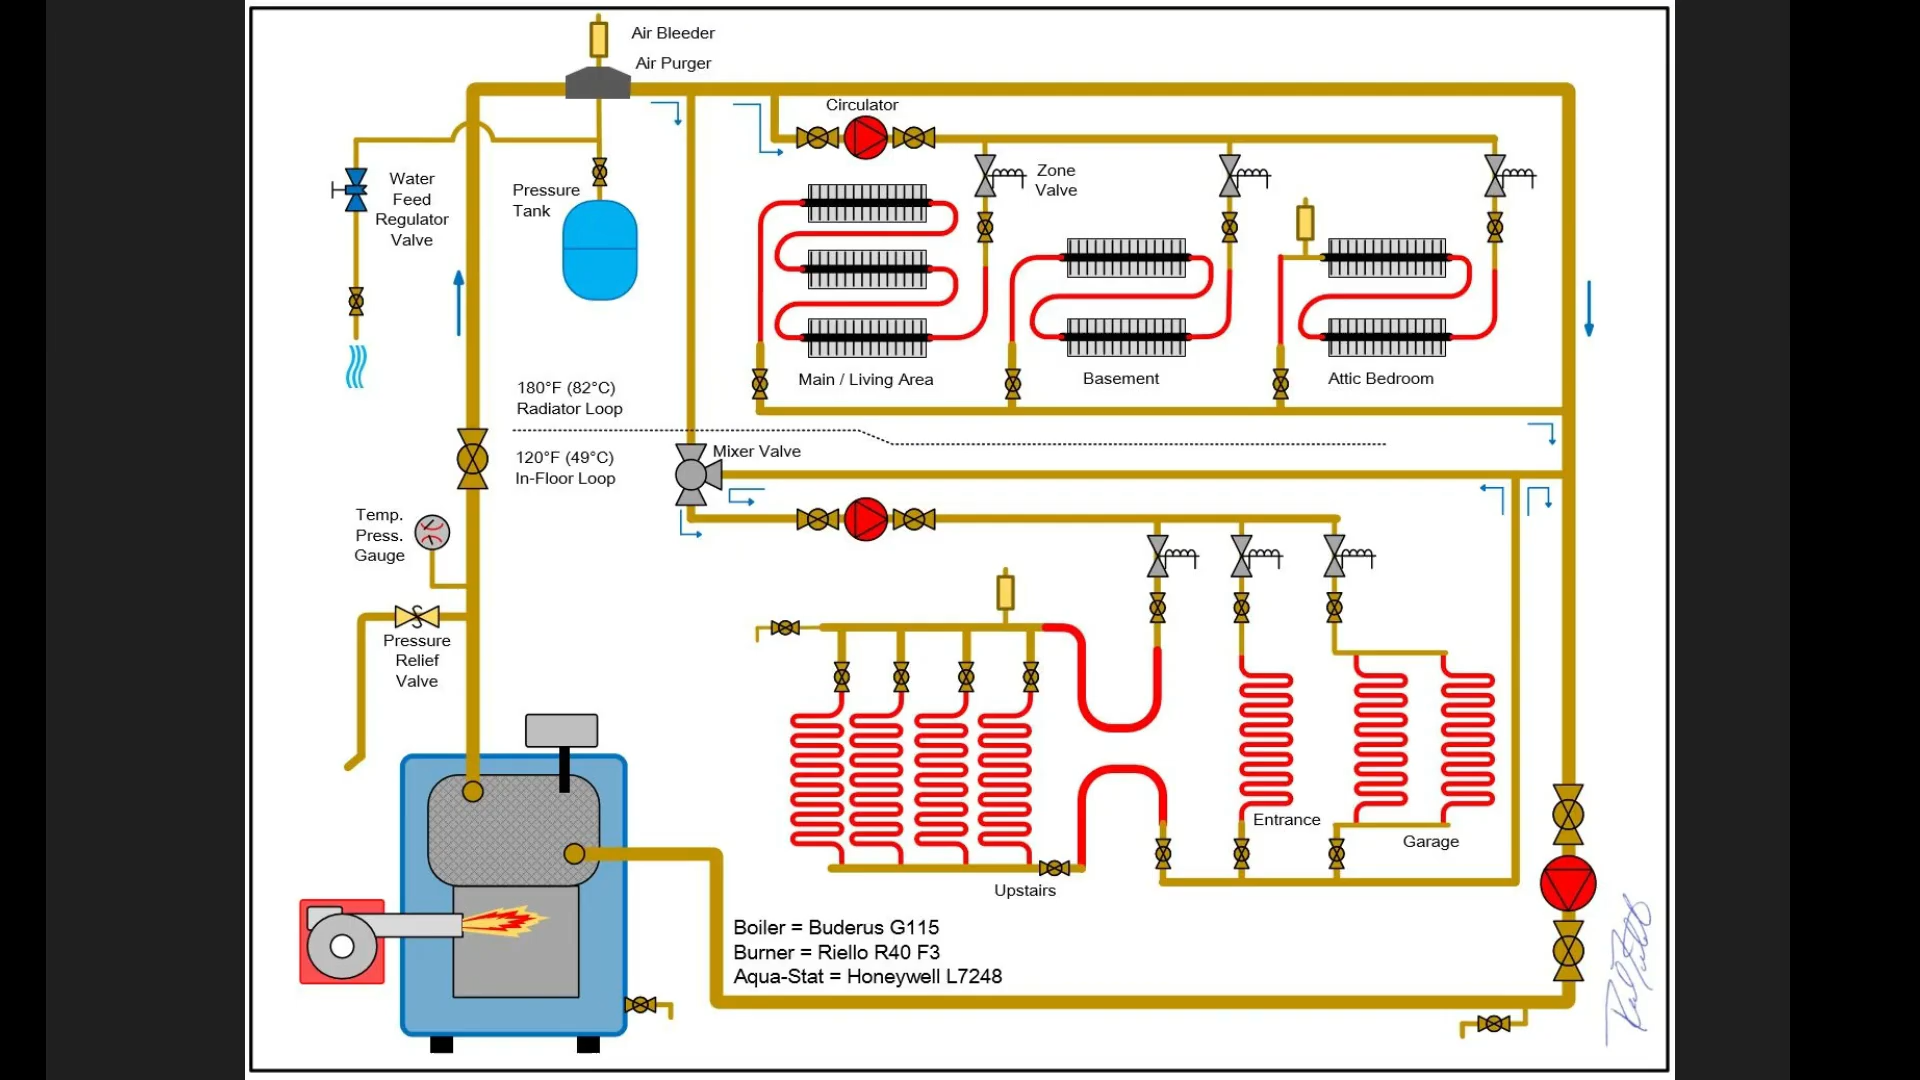 Air Bleeder
Air Purger
Circulator
Water
Feed
Regulator
Valve
Pressure
Tank
Zone
Valve
Main / Living Area
Basement
Attic Bedroom
180°F (82°C)
Radiator Loop
120°F (49°C)
In-Floor Loop
Mixer Valve
Temp.
Press.
Gauge
Pressure
Relief
Valve
Entrance
Garage
Upstairs
Boiler = Buderus G115
Burner = Riello R40 F3
Aqua-Stat = Honeywell L7248